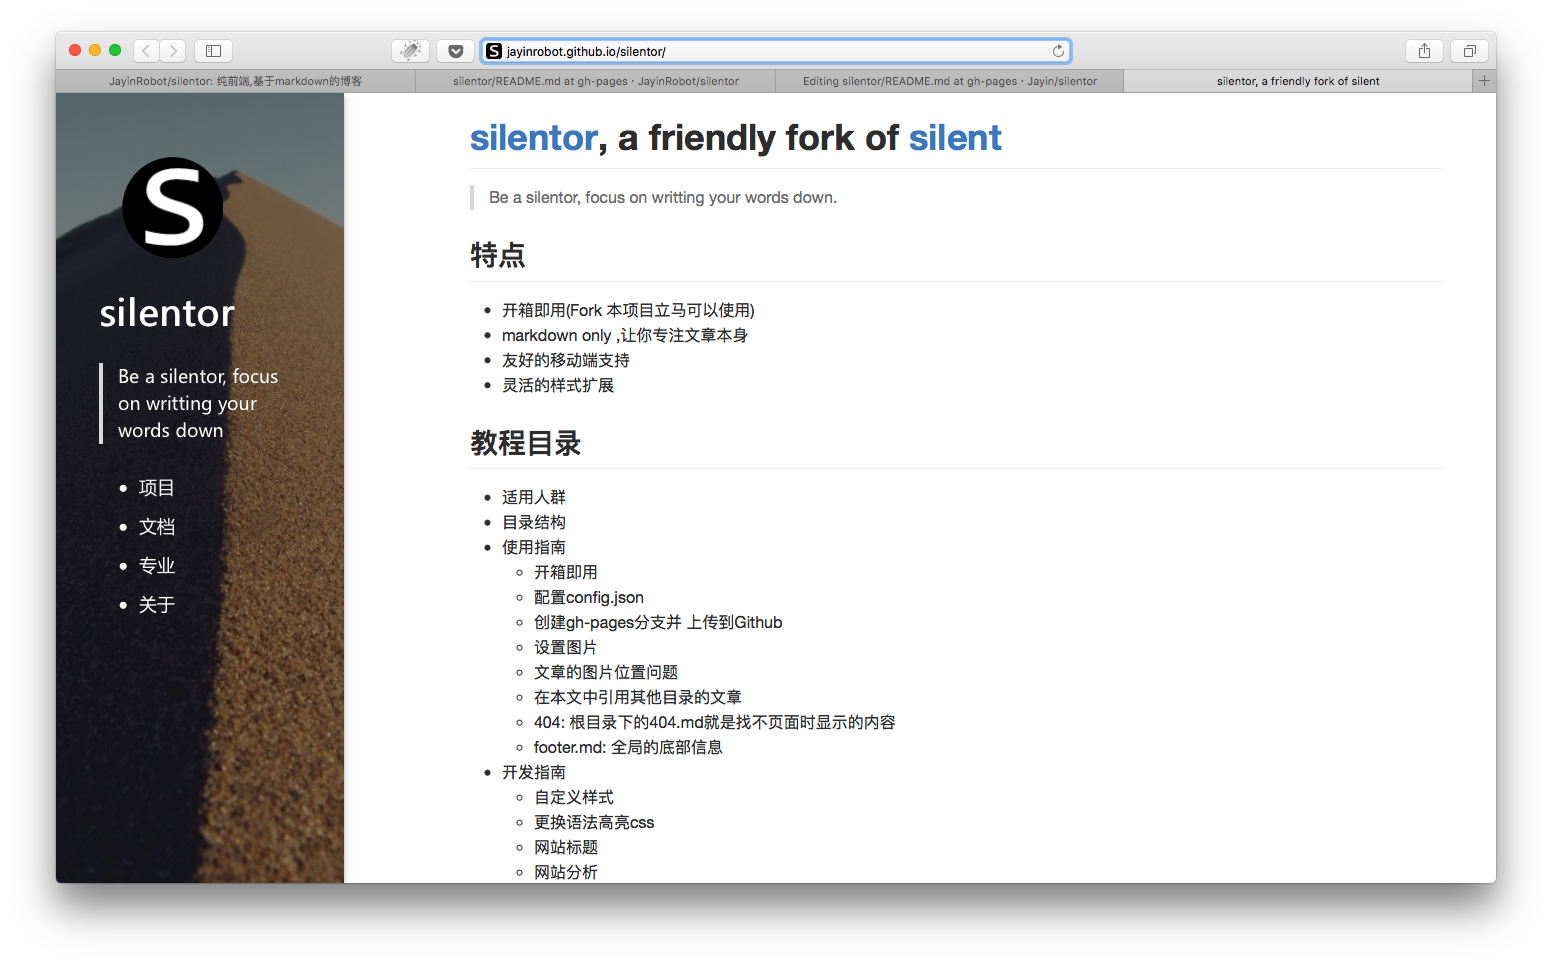 jayinrobot.github.io/silentor/
JayinRobot/silentor: 纯前端,基于markdown的博客
silentor/README.md at gh-pages · JayinRobot/silentor
Editing silentor/README.md at gh-pages · Jayin/silentor
silentor, a friendly fork of silent
S
silentor
Be a silentor, focus
on writting your
words down
项目
文档
专业
关于
silentor, a friendly fork of silent
Be a silentor, focus on writting your words down.
特点
开箱即用(Fork 本项目立马可以使用)
markdown only ,让你专注文章本身
友好的移动端支持
灵活的样式扩展
教程目录
适用人群
目录结构
使用指南
开箱即用
配置config.json
创建gh-pages分支并 上传到Github
设置图片
文章的图片位置问题
在本文中引用其他目录的文章
404: 根目录下的404.md就是找不页面时显示的内容
footer.md: 全局的底部信息
开发指南
自定义样式
更换语法高亮css
网站标题
网站分析